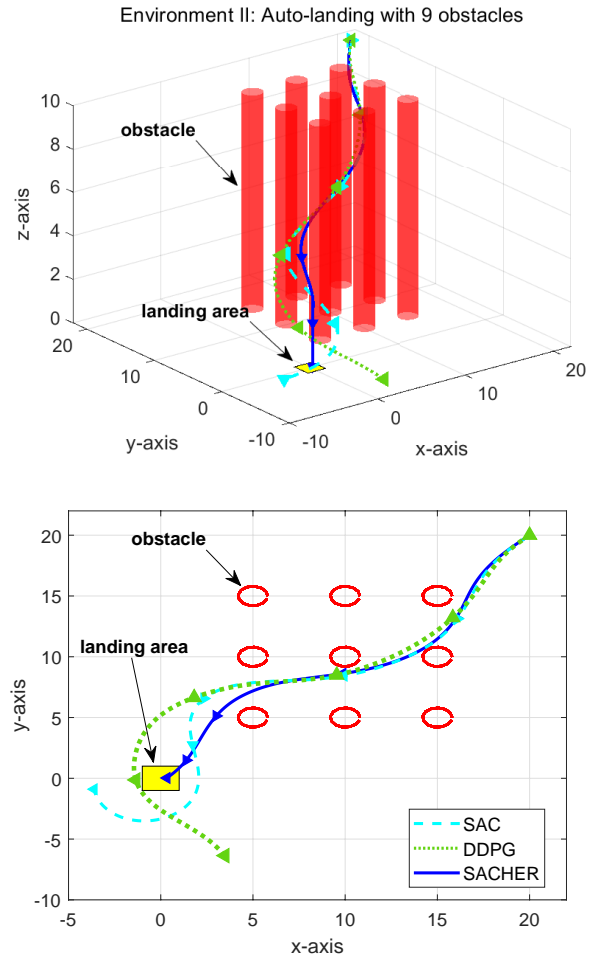 Environment II: Auto-landing with 9 obstacles
10
8
6
4
2
0
z-axis
obstacle
landing area
20
10
0
-10
y-axis
-10
0
10
20
x-axis
20
15
10
5
0
-5
-10
y-axis
obstacle
landing area
SAC
DDPG
SACHER
-5
0
5
10
15
20
x-axis